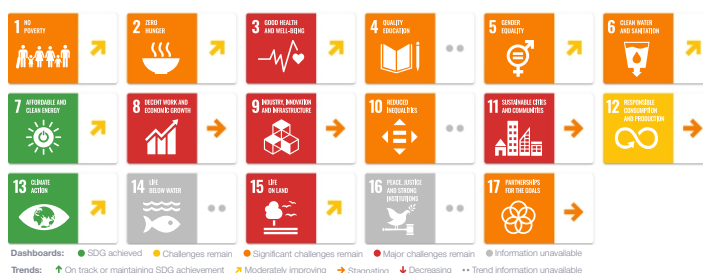 1 NO
POVERTY
2 ZERO
HUNGER
3 GOOD HEALTH
AND WELL-BEING
4 QUALITY
EDUCATION
5 GENDER
EQUALITY
6 CLEAN WATER
AND SANITATION
7 AFFORDABLE AND
CLEAN ENERGY
8 DECENT WORK AND
ECONOMIC GROWTH
9 INDUSTRY, INNOVATION
AND INFRASTRUCTURE
10 REDUCED
INEQUALITIES
11 SUSTAINABLE CITIES
AND COMMUNITIES
12 RESPONSIBLE
CONSUMPTION
AND PRODUCTION
13 CLIMATE
ACTION
14 LIFE
BELOW WATER
15 LIFE
ON LAND
16 PEACE, JUSTICE
AND STRONG
INSTITUTIONS
17 PARTNERSHIPS
FOR THE GOALS
Dashboards: SDG achieved Challenges remain Significant challenges remain Major challenges remain Information unavailable
Trends: On track or maintaining SDG achievement Moderately improving Stagnating Decreasing Trend information unavailable